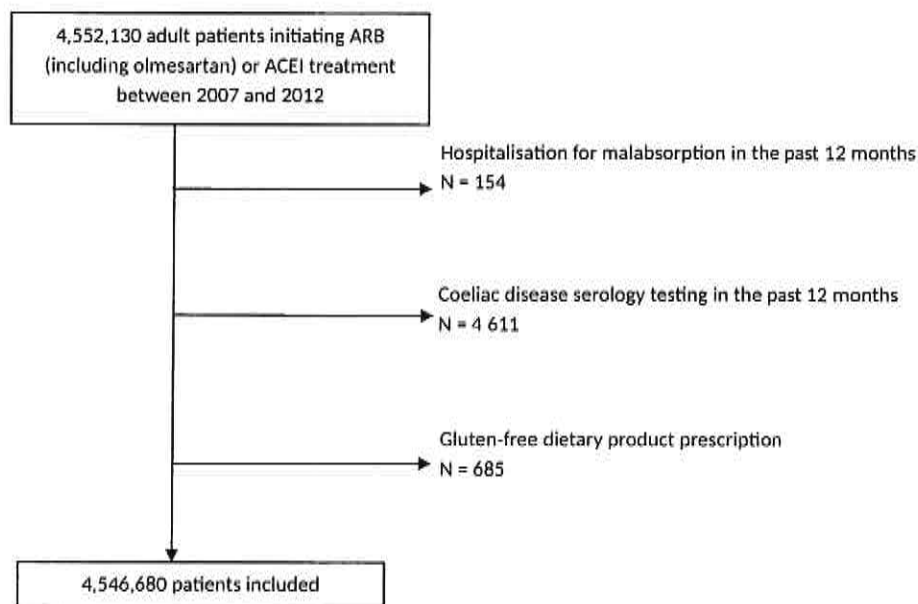 4,552,130 adult patients initiating ARB
(including olmesartan) or ACEI treatment
between 2007 and 2012
Hospitalisation for malabsorption in the past 12 months
N = 154
Coeliac disease serology testing in the past 12 months
N = 4 611
Gluten-free dietary product prescription
N = 685
4,546,680 patients included